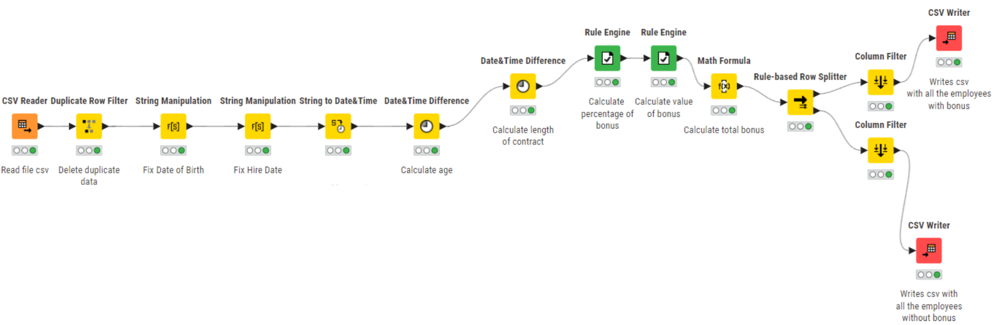 CSV Reader
Read file csv
Duplicate Row Filter
Delete duplicate
data
String Manipulation
F[S]
Fix Date of Birth
String Manipulation
F[S]
Fix Hire Date
String to Date&Time
S
Date&Time Difference
Calculate age
Date&Time Difference
Calculate length
of contract
Rule Engine
Calculate
percentage of
bonus
Rule Engine
Calculate value
of bonus
Math Formula
f(x)
Calculate total bonus
Rule-based Row Splitter
Column Filter
CSV Writer
Writes csv
with all the employees
with bonus
Column Filter
CSV Writer
Writes csv with
all the employees
without bonus